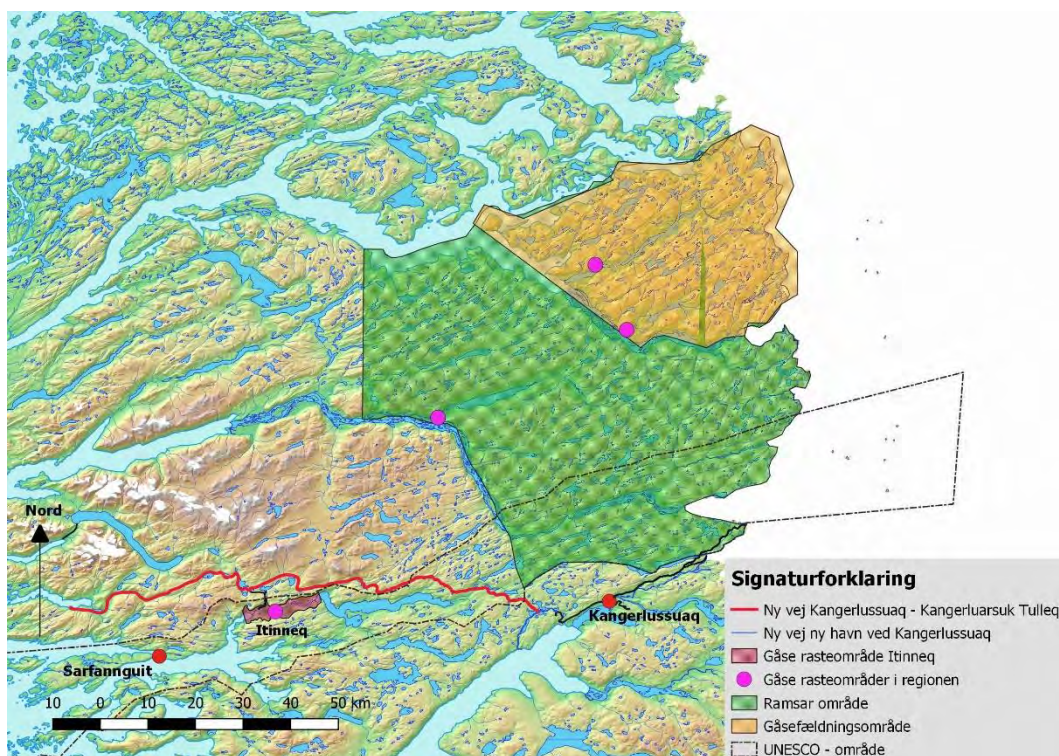 Nord
Itinneq
Kangerlussuaq
Sarfannguit
10 0 10 20 30 40 50 km
Signaturforklaring
Ny vej Kangerlussuaq - Kangerluarsuk Tulleq
Ny vej ny havn ved Kangerlussuaq
Gåse rasteområde Itinneq
Gåse rasteområder i regionen
Ramsar område
Gåsefældningsområde
UNESCO - område